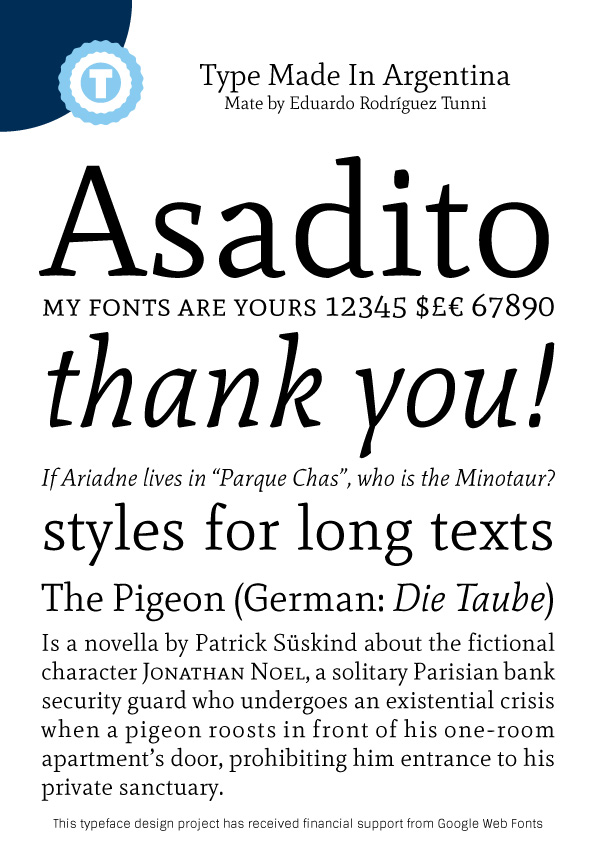 T
Type Made In Argentina
Mate by Eduardo Rodríguez Tunni
Asadito
MY FONTS ARE YOURS 12345 $£€ 67890
thank you!
If Ariadne lives in “Parque Chas”, who is the Minotaur?
styles for long texts
The Pigeon (German: Die Taube)
Is a novella by Patrick Süskind about the fictional
character JONATHAN NOEL, a solitary Parisian bank
security guard who undergoes an existential crisis
when a pigeon roosts in front of his one-room
apartment’s door, prohibiting him entrance to his
private sanctuary.
This typeface design project has received financial support from Google Web Fonts